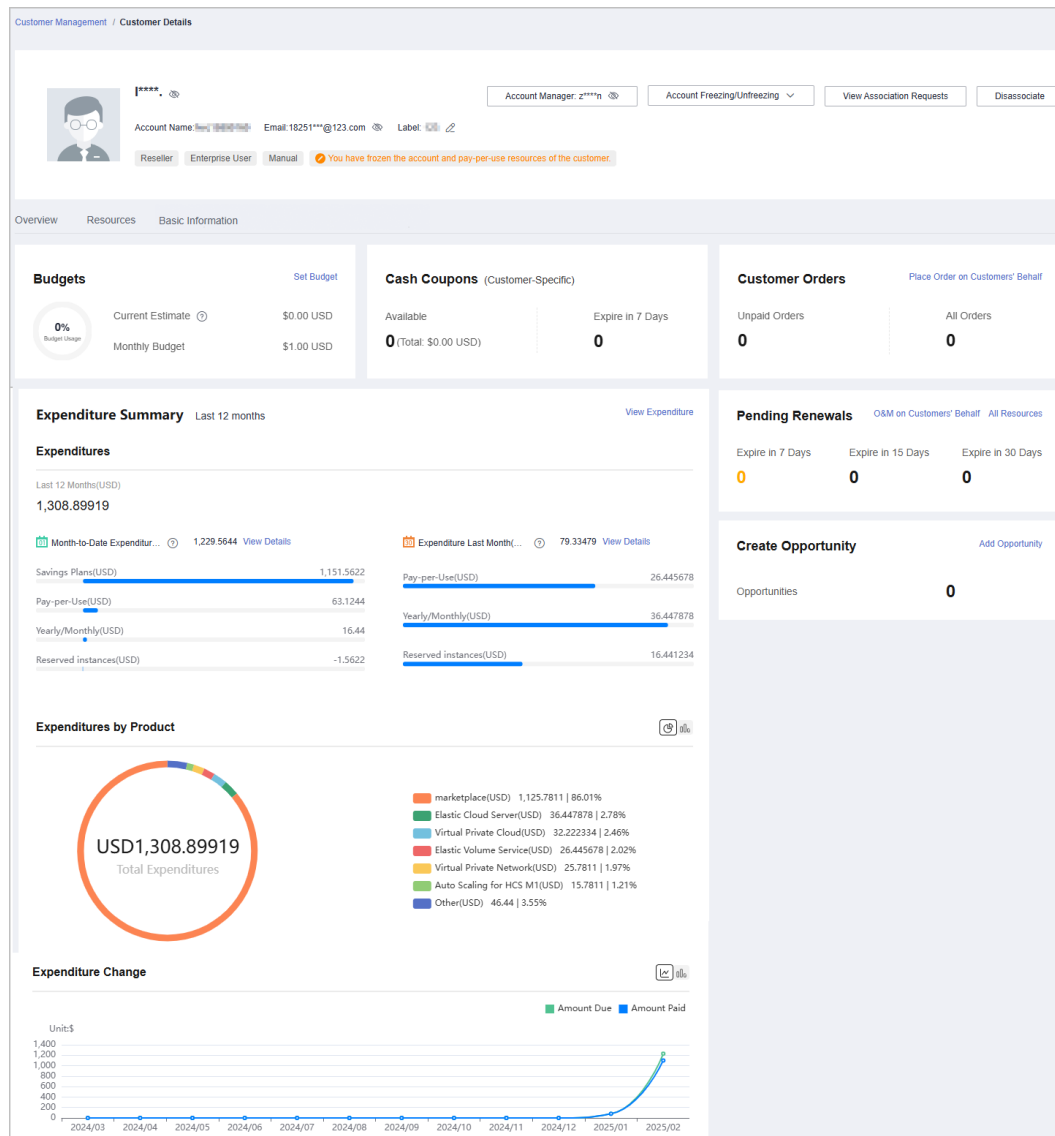 Customer Management / Customer Details
l****.
Account Manager: z****n
Account Freezing/Unfreezing
View Association Requests
Disassociate
Account Name:
Email:18251***@123.com
Label:
Reseller
Enterprise User
Manual
You have frozen the account and pay-per-use resources of the customer.
Overview
Resources
Basic Information
Budgets
Set Budget
0%
Budget Usage
Current Estimate ? $0.00 USD
Monthly Budget $1.00 USD
Cash Coupons (Customer-Specific)
Available
0 (Total: $0.00 USD)
Expire in 7 Days
0
Customer Orders
Place Order on Customers' Behalf
Unpaid Orders
0
All Orders
0
Expenditure Summary Last 12 months
View Expenditure
Expenditures
Last 12 Months(USD)
1,308.89919
Month-to-Date Expenditur... ? 1,229.5644 View Details
Savings Plans(USD) 1,151.5622
Pay-per-Use(USD) 63.1244
Yearly/Monthly(USD) 16.44
Reserved instances(USD) -1.5622
Expenditure Last Month(... ? 79.33479 View Details
Pay-per-Use(USD) 26.445678
Yearly/Monthly(USD) 36.447878
Reserved instances(USD) 16.441234
Pending Renewals
O&M on Customers' Behalf
All Resources
Expire in 7 Days
0
Expire in 15 Days
0
Expire in 30 Days
0
Create Opportunity
Add Opportunity
Opportunities 0
Expenditures by Product
USD1,308.89919
Total Expenditures
marketplace(USD) 1,125.7811 | 86.01%
Elastic Cloud Server(USD) 36.447878 | 2.78%
Virtual Private Cloud(USD) 32.222334 | 2.46%
Elastic Volume Service(USD) 26.445678 | 2.02%
Virtual Private Network(USD) 25.7811 | 1.97%
Auto Scaling for HCS M1(USD) 15.7811 | 1.21%
Other(USD) 46.44 | 3.55%
Expenditure Change
Amount Due
Amount Paid
Unit:$
1,400
1,200
1,000
800
600
400
200
0
2024/03 2024/04 2024/05 2024/06 2024/07 2024/08 2024/09 2024/10 2024/11 2024/12 2025/01 2025/02